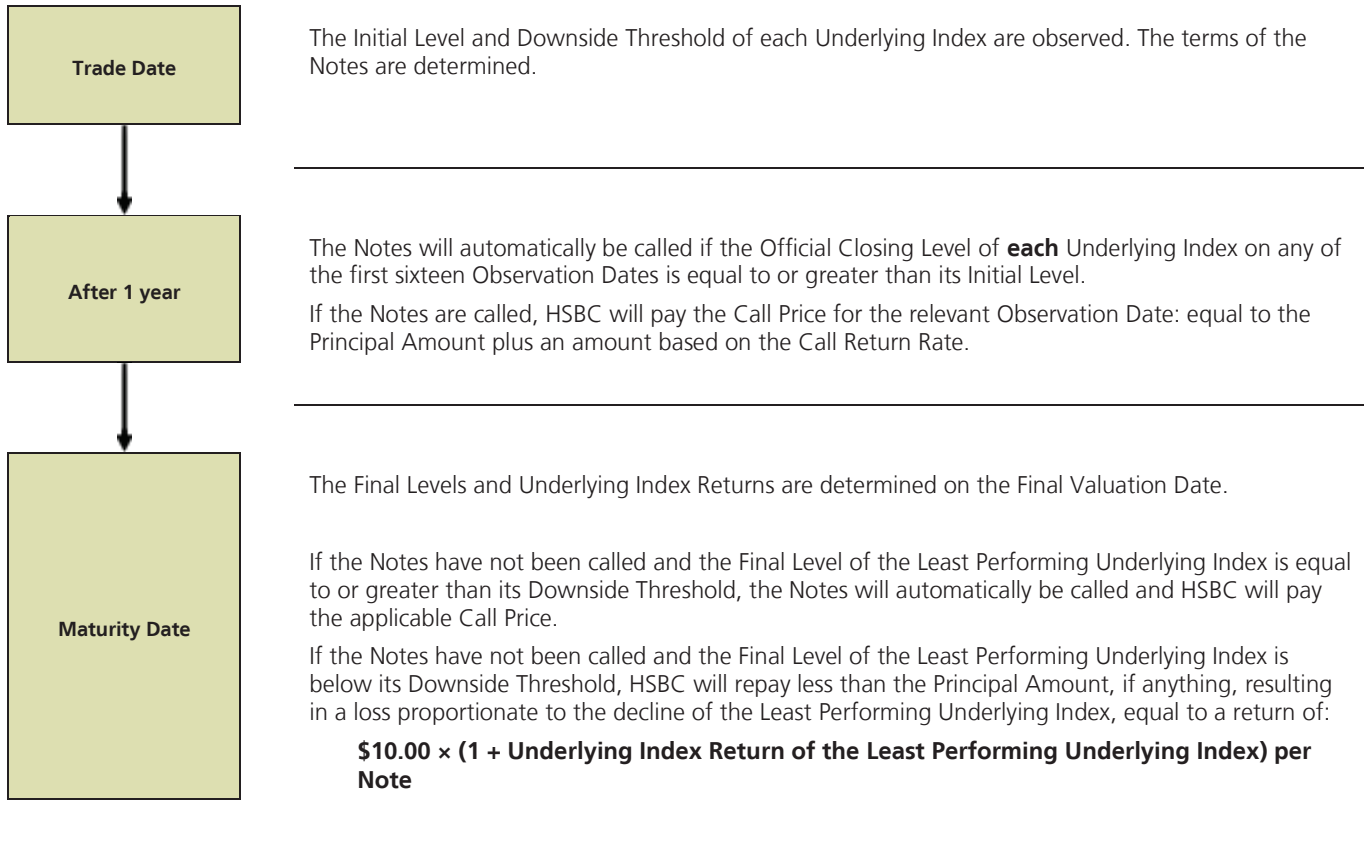 Trade Date
The Initial Level and Downside Threshold of each Underlying Index are observed. The terms of the
Notes are determined.
After 1 year
The Notes will automatically be called if the Official Closing Level of each Underlying Index on any of
the first sixteen Observation Dates is equal to or greater than its Initial Level.
If the Notes are called, HSBC will pay the Call Price for the relevant Observation Date: equal to the
Principal Amount plus an amount based on the Call Return Rate.
Maturity Date
The Final Levels and Underlying Index Returns are determined on the Final Valuation Date.
If the Notes have not been called and the Final Level of the Least Performing Underlying Index is equal
to or greater than its Downside Threshold, the Notes will automatically be called and HSBC will pay
the applicable Call Price.
If the Notes have not been called and the Final Level of the Least Performing Underlying Index is
below its Downside Threshold, HSBC will repay less than the Principal Amount, if anything, resulting
in a loss proportionate to the decline of the Least Performing Underlying Index, equal to a return of:
$10.00 × (1 + Underlying Index Return of the Least Performing Underlying Index) per
Note